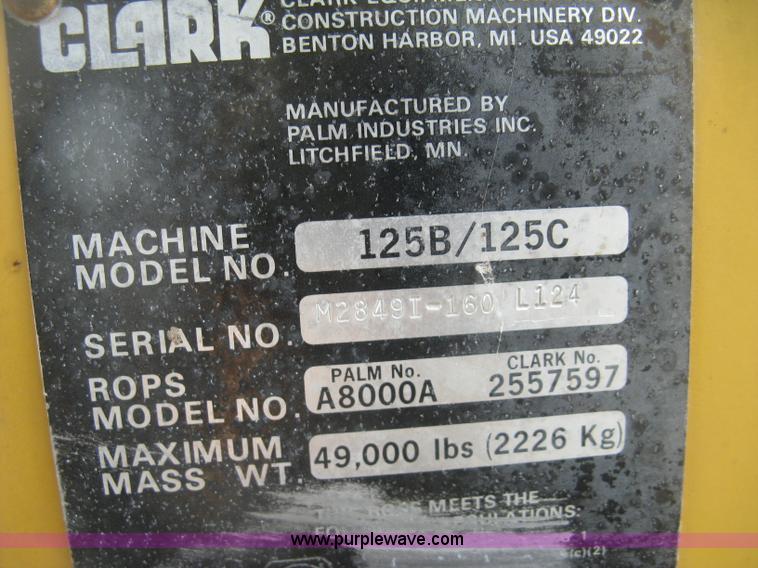 CLARK®
CONSTRUCTION MACHINERY DIV.
BENTON HARBOR, MI. USA 49022
MANUFACTURED BY
PALM INDUSTRIES INC.
LITCHFIELD, MN.
MACHINE MODEL NO. 125B/125C
SERIAL NO. M2849I-160 L124
ROPS MODEL NO. PALM No. A8000A CLARK No. 2557597
MAXIMUM MASS WT. 49,000 lbs (2226 Kg)
MEETS THE
www.purplewave.com